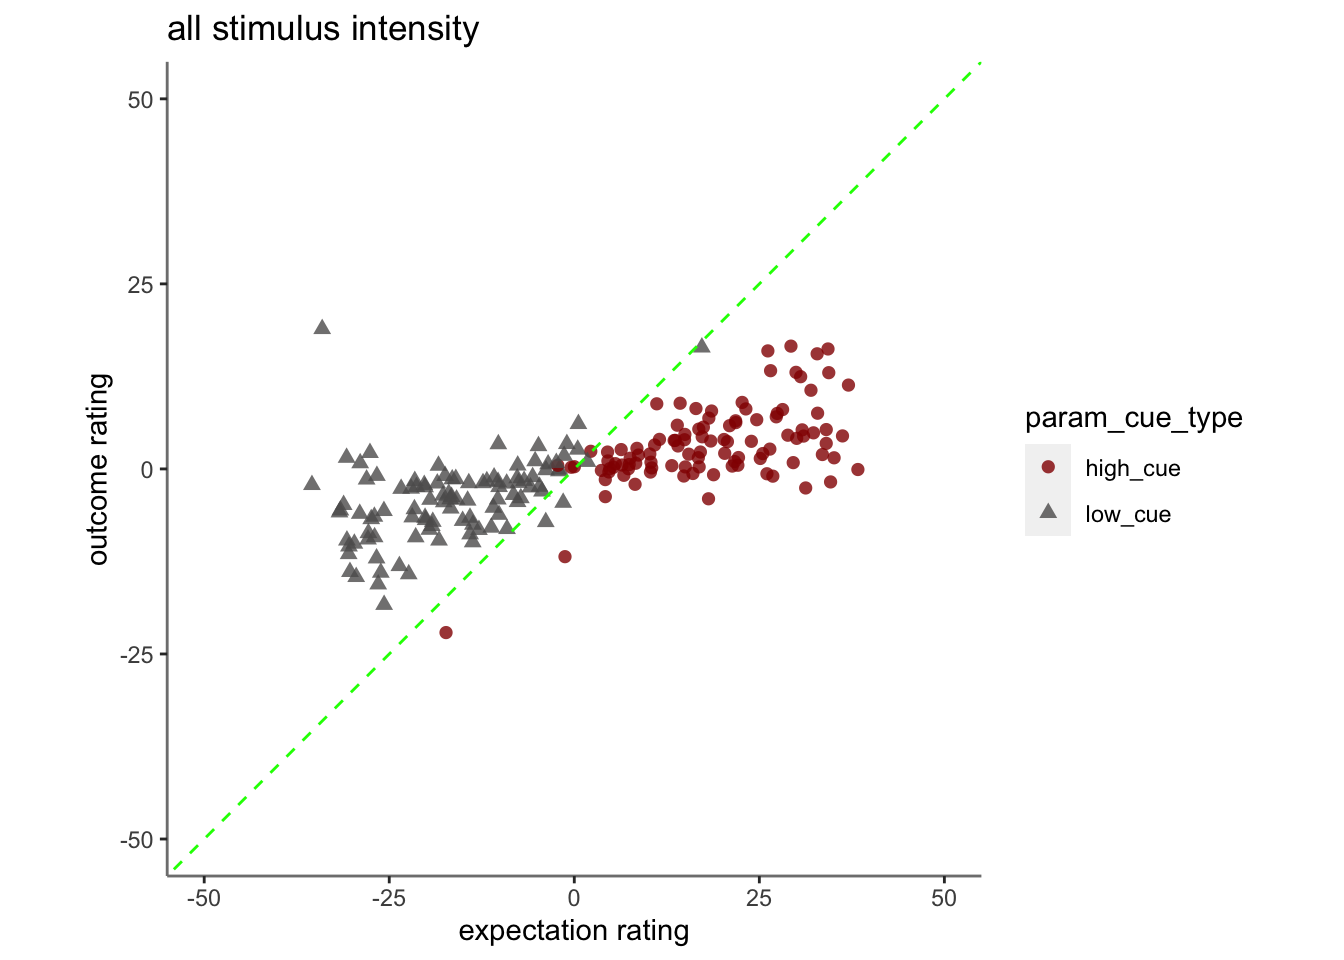 all stimulus intensity
50
25
0
-25
-50
outcome rating
-50
-25
0
25
50
expectation rating
param_cue_type
high_cue
low_cue